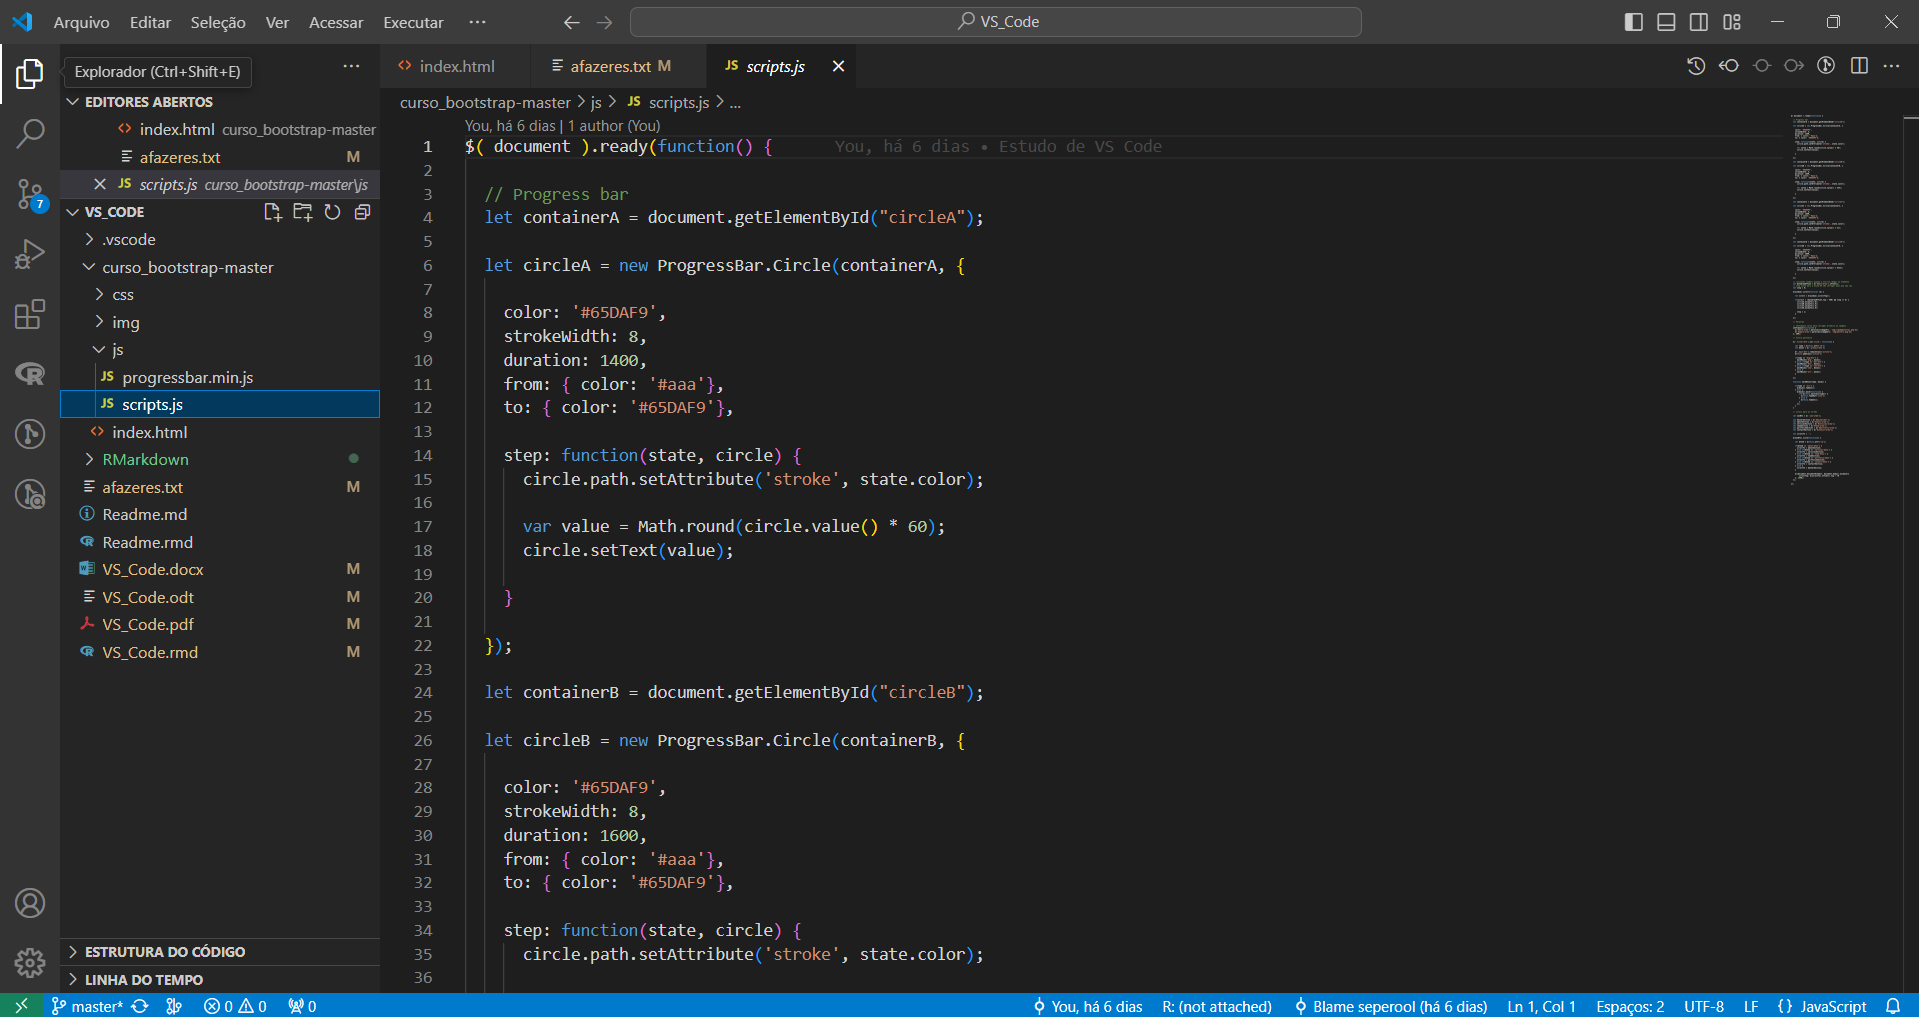 Arquivo Editar Seleção Ver Acessar Executar ··· VS_Code
Explorador (Ctrl+Shift+E) ···
EDITORES ABERTOS
index.html curso_bootstrap-master
afazeres.txt M
scripts.js curso_bootstrap-master\js
VS_CODE
.vscode
curso_bootstrap-master
css
img
js
JS progressbar.min.js
JS scripts.js
index.html
RMarkdown
afazeres.txt M
Readme.md
Readme.rmd
VS_Code.docx M
VS_Code.odt M
VS_Code.pdf M
VS_Code.rmd M
ESTRUTURA DO CÓDIGO
LINHA DO TEMPO
7
index.html afazeres.txt M JS scripts.js
curso_bootstrap-master > js > JS scripts.js > ...
You, há 6 dias | 1 author (You)
1 $( document ).ready(function() { You, há 6 dias • Estudo de VS Code
2
3 // Progress bar
4 let containerA = document.getElementById("circleA");
5
6 let circleA = new ProgressBar.Circle(containerA, {
7
8 color: '#65DAF9',
9 strokeWidth: 8,
10 duration: 1400,
11 from: { color: '#aaa'},
12 to: { color: '#65DAF9'},
13
14 step: function(state, circle) {
15 circle.path.setAttribute('stroke', state.color);
16
17 var value = Math.round(circle.value() * 60);
18 circle.setText(value);
19
20 }
21
22 });
23
24 let containerB = document.getElementById("circleB");
25
26 let circleB = new ProgressBar.Circle(containerB, {
27
28 color: '#65DAF9',
29 strokeWidth: 8,
30 duration: 1600,
31 from: { color: '#aaa'},
32 to: { color: '#65DAF9'},
33
34 step: function(state, circle) {
35 circle.path.setAttribute('stroke', state.color);
36
master* 0 0 0 You, há 6 dias R: (not attached) Blame seperool (há 6 dias) Ln 1, Col 1 Espaços: 2 UTF-8 LF {} JavaScript